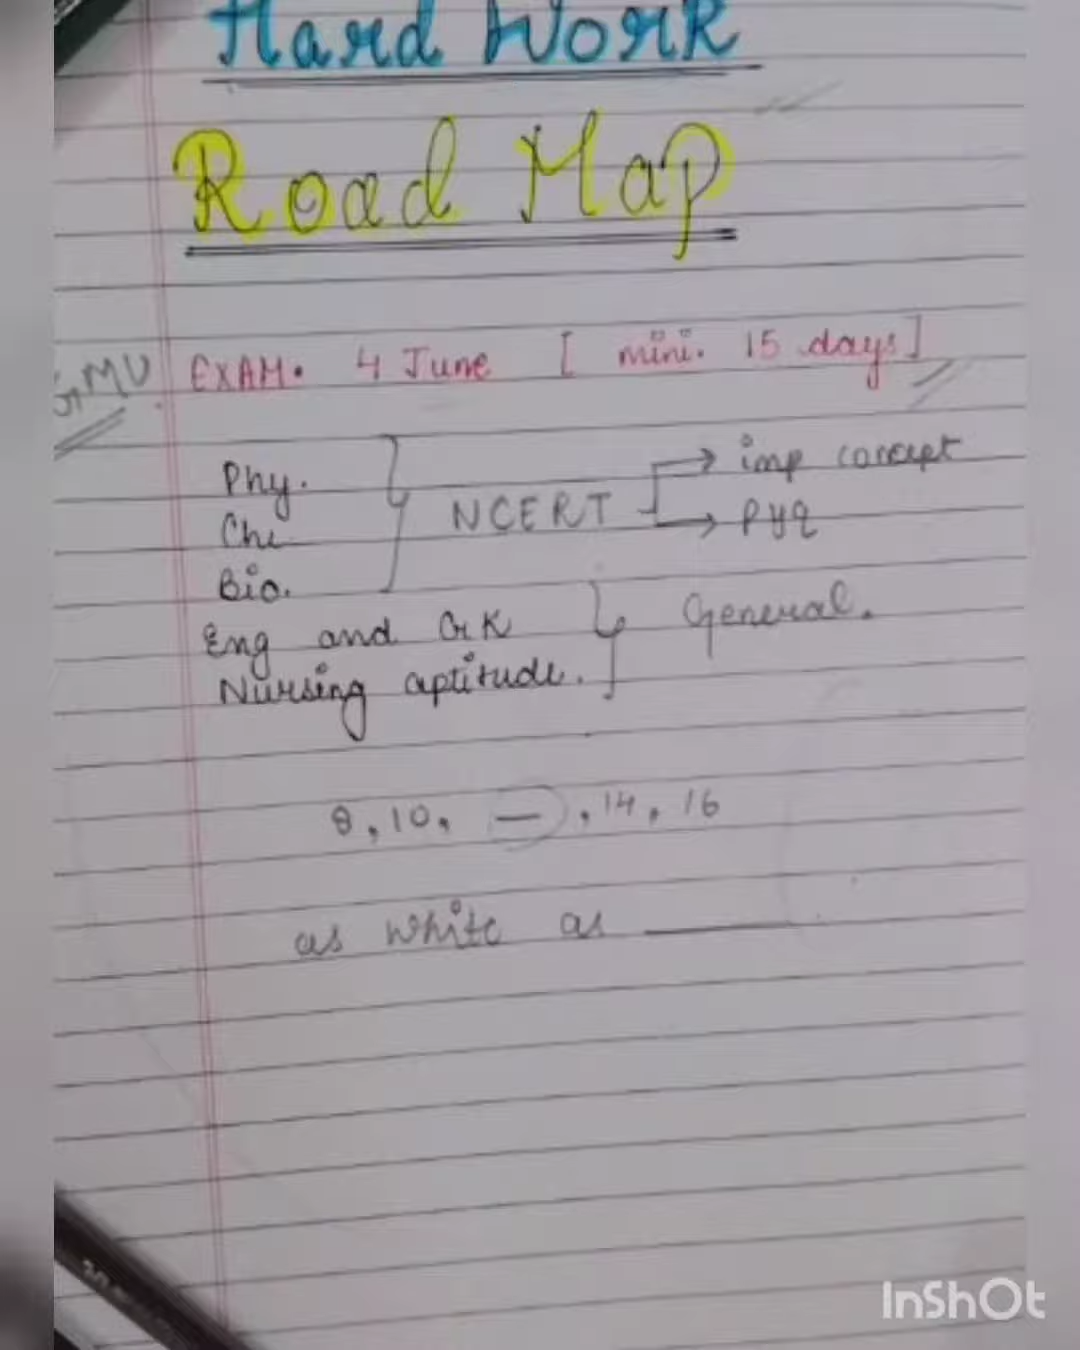 Hard Work
Road Map
GMU EXAM. 4 June [ mini. 15 days]
Phy.
Che
Bio.
NCERT
→ imp concept
→ PYQ
Eng and GK
Nursing aptitude.
General.
8, 10, — , 14, 16
as white as ———
InShOt